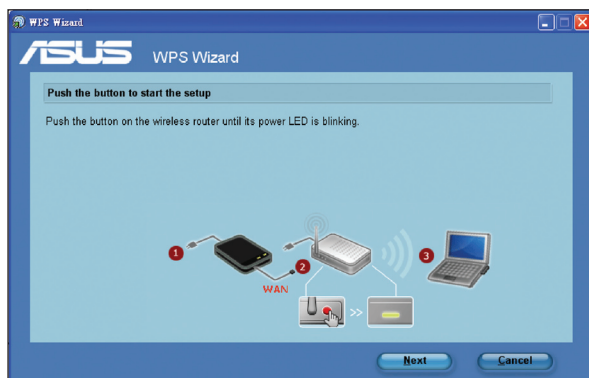 WPS Wizard
ASUS WPS Wizard
Push the button to start the setup
Push the button on the wireless router until its power LED is blinking.
1
2
3
WAN
>>
Next
Cancel